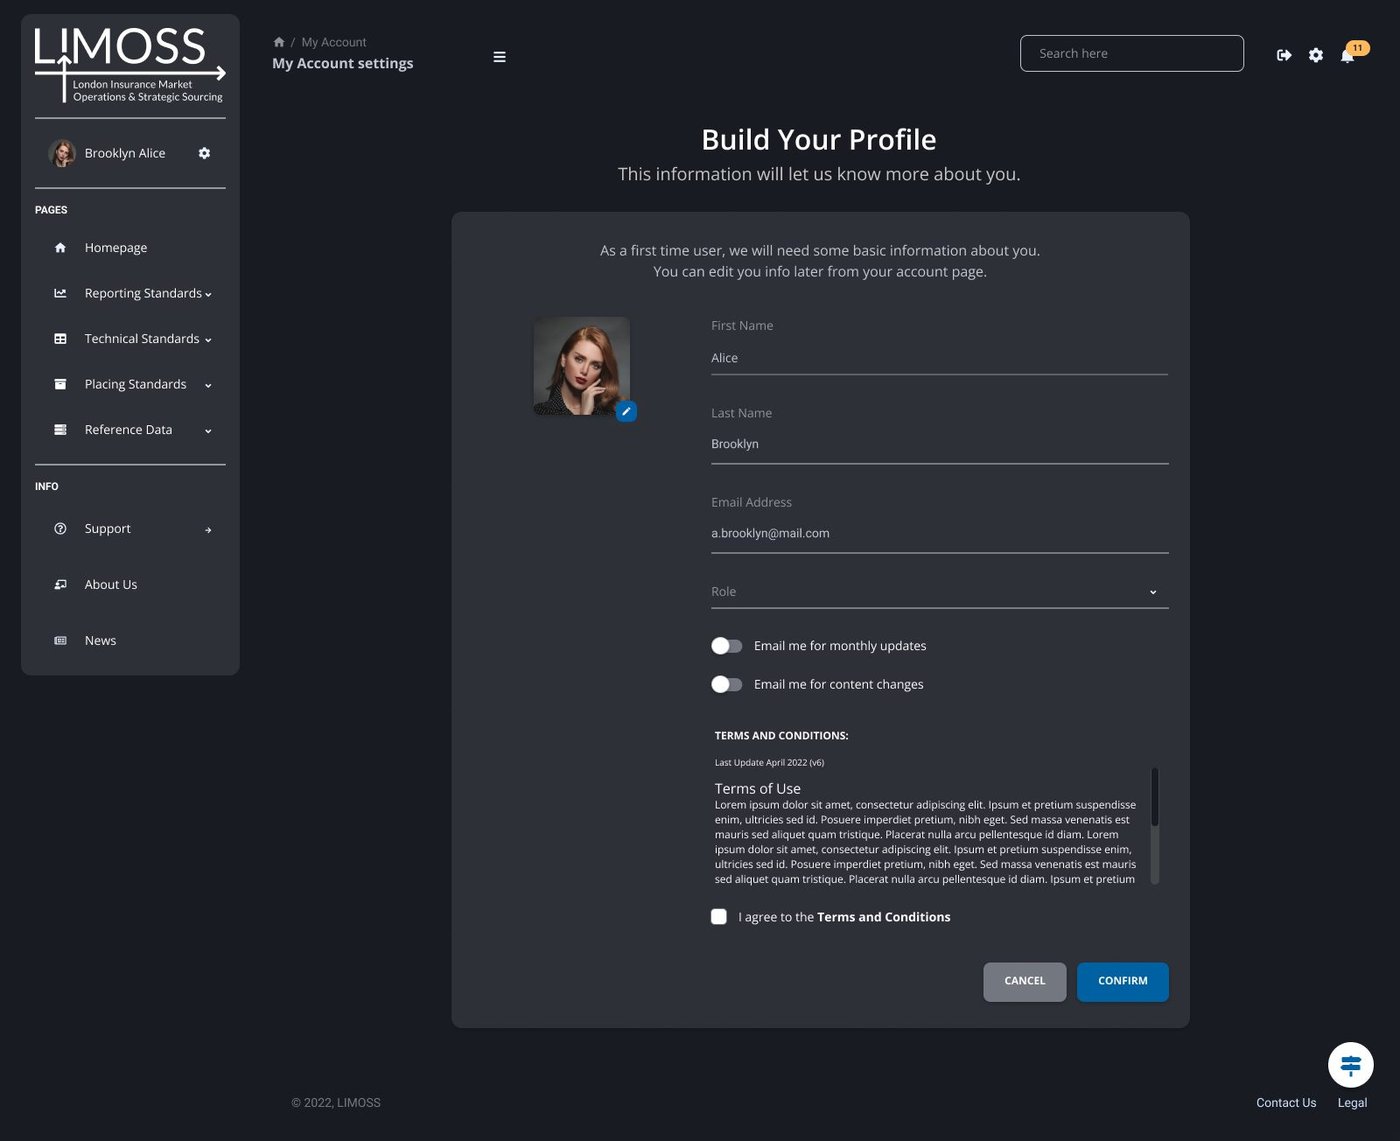 LIMOSS
London Insurance Market
Operations & Strategic Sourcing
Brooklyn Alice
PAGES
Homepage
Reporting Standards
Technical Standards
Placing Standards
Reference Data
INFO
Support
About Us
News
/ My Account
My Account settings
Search here
11
Build Your Profile
This information will let us know more about you.
As a first time user, we will need some basic information about you.
You can edit you info later from your account page.
First Name
Alice
Last Name
Brooklyn
Email Address
a.brooklyn@mail.com
Role
Email me for monthly updates
Email me for content changes
TERMS AND CONDITIONS:
Last Update April 2022 (v6)
Terms of Use
Lorem ipsum dolor sit amet, consectetur adipiscing elit. Ipsum et pretium suspendisse
enim, ultricies sed id. Posuere imperdiet pretium, nibh eget. Sed massa venenatis est
mauris sed aliquet quam tristique. Placerat nulla arcu pellentesque id diam. Lorem
ipsum dolor sit amet, consectetur adipiscing elit. Ipsum et pretium suspendisse enim,
ultricies sed id. Posuere imperdiet pretium, nibh eget. Sed massa venenatis est mauris
sed aliquet quam tristique. Placerat nulla arcu pellentesque id diam. Ipsum et pretium
I agree to the Terms and Conditions
CANCEL
CONFIRM
© 2022, LIMOSS
Contact Us
Legal